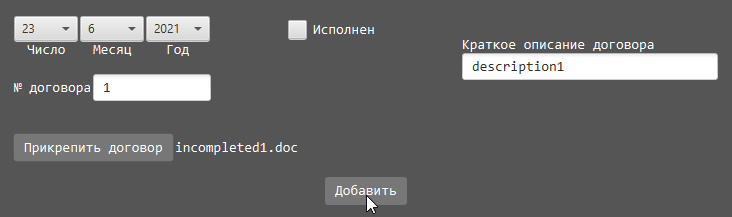 23 6 2021 Исполнен
Число Месяц Год
Краткое описание договора
description1
№ договора 1
Прикрепить договор incompleted1.doc
Добавить